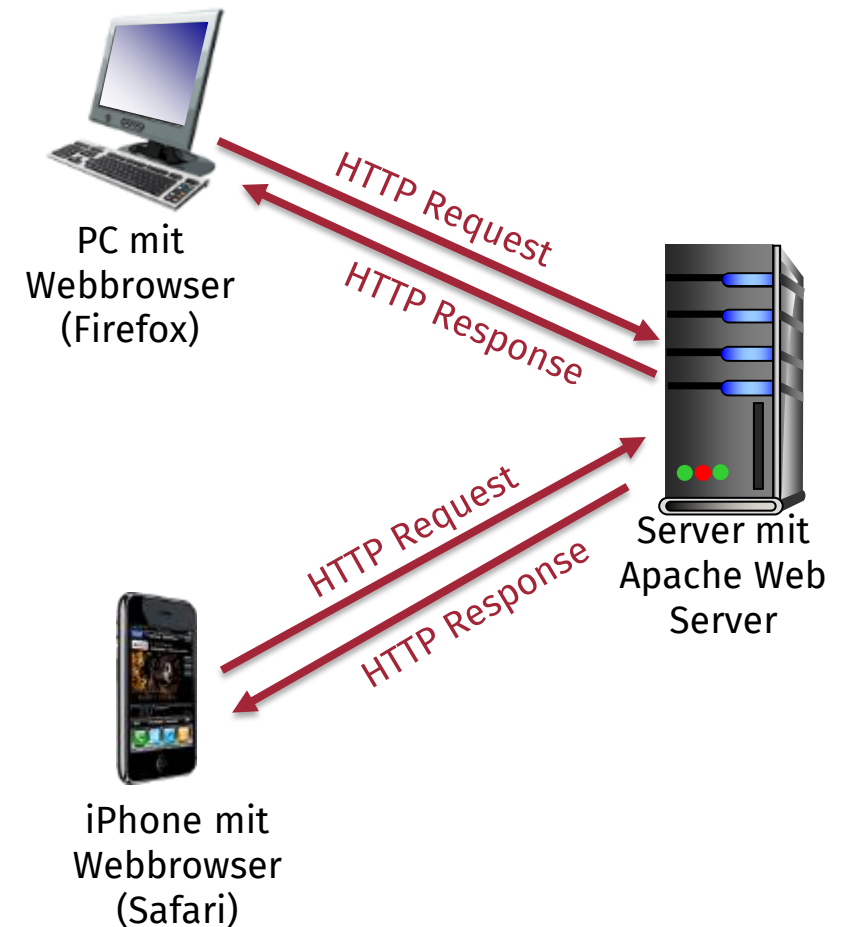 HTTP Request
HTTP Response
PC mit
Webbrowser
(Firefox)
HTTP Request
HTTP Response
Server mit
Apache Web
Server
iPhone mit
Webbrowser
(Safari)